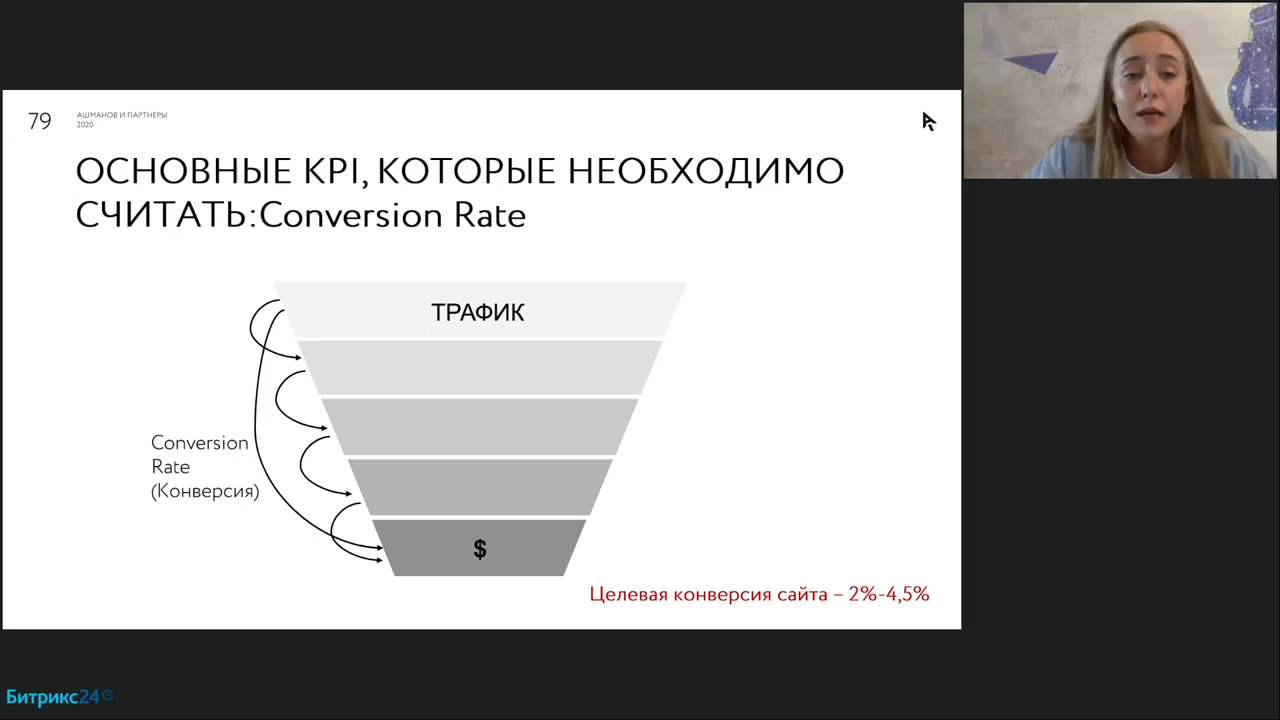 79
АШМАНОВ И ПАРТНЕРЫ
2020
ОСНОВНЫЕ KPI, КОТОРЫЕ НЕОБХОДИМО
СЧИТАТЬ:Conversion Rate
ТРАФИК
Conversion
Rate
(Конверсия)
$
Целевая конверсия сайта – 2%-4,5%
Битрикс24